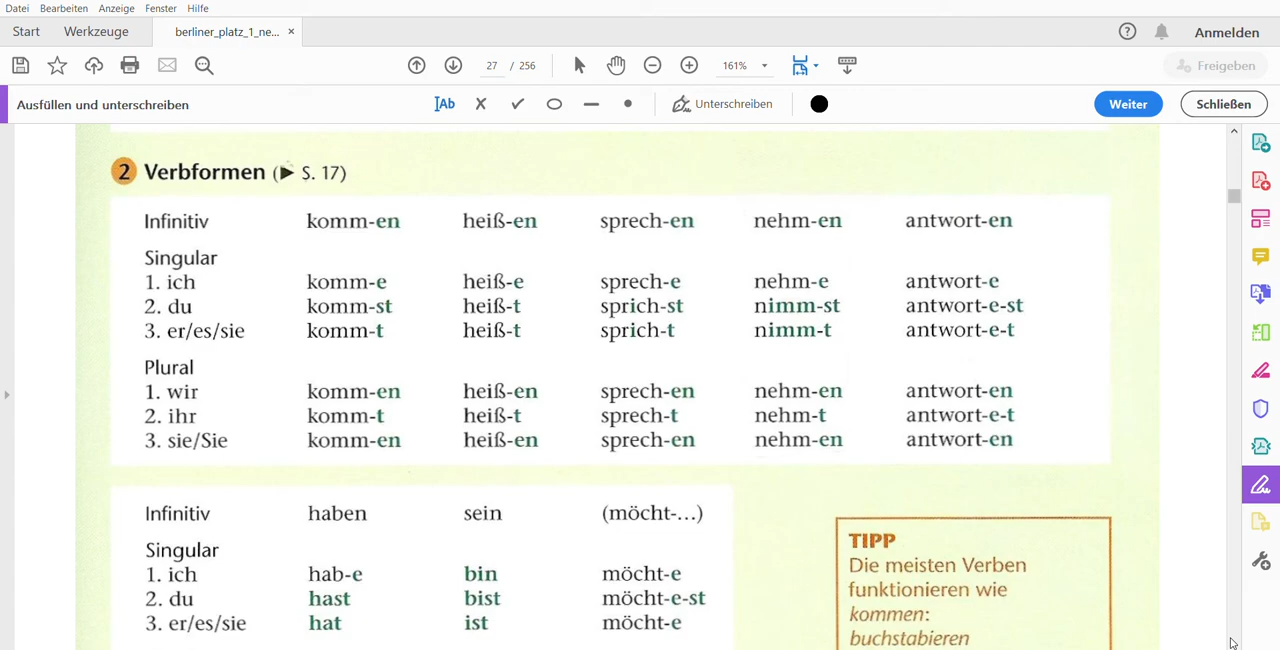 Datei Bearbeiten Anzeige Fenster Hilfe
Start Werkzeuge berliner_platz_1_ne... × Anmelden
27 / 256 161% Freigeben
Ausfüllen und unterschreiben Ab Unterschreiben Weiter Schließen
2 Verbformen (▶ S. 17)
Infinitiv komm-en heiß-en sprech-en nehm-en antwort-en
Singular
1. ich komm-e heiß-e sprech-e nehm-e antwort-e
2. du komm-st heiß-t sprich-st nimm-st antwort-e-st
3. er/es/sie komm-t heiß-t sprich-t nimm-t antwort-e-t
Plural
1. wir komm-en heiß-en sprech-en nehm-en antwort-en
2. ihr komm-t heiß-t sprech-t nehm-t antwort-e-t
3. sie/Sie komm-en heiß-en sprech-en nehm-en antwort-en
Infinitiv haben sein (möcht-...)
Singular
1. ich hab-e bin möcht-e
2. du hast bist möcht-e-st
3. er/es/sie hat ist möcht-e
TIPP
Die meisten Verben
funktionieren wie
kommen:
buchstabieren